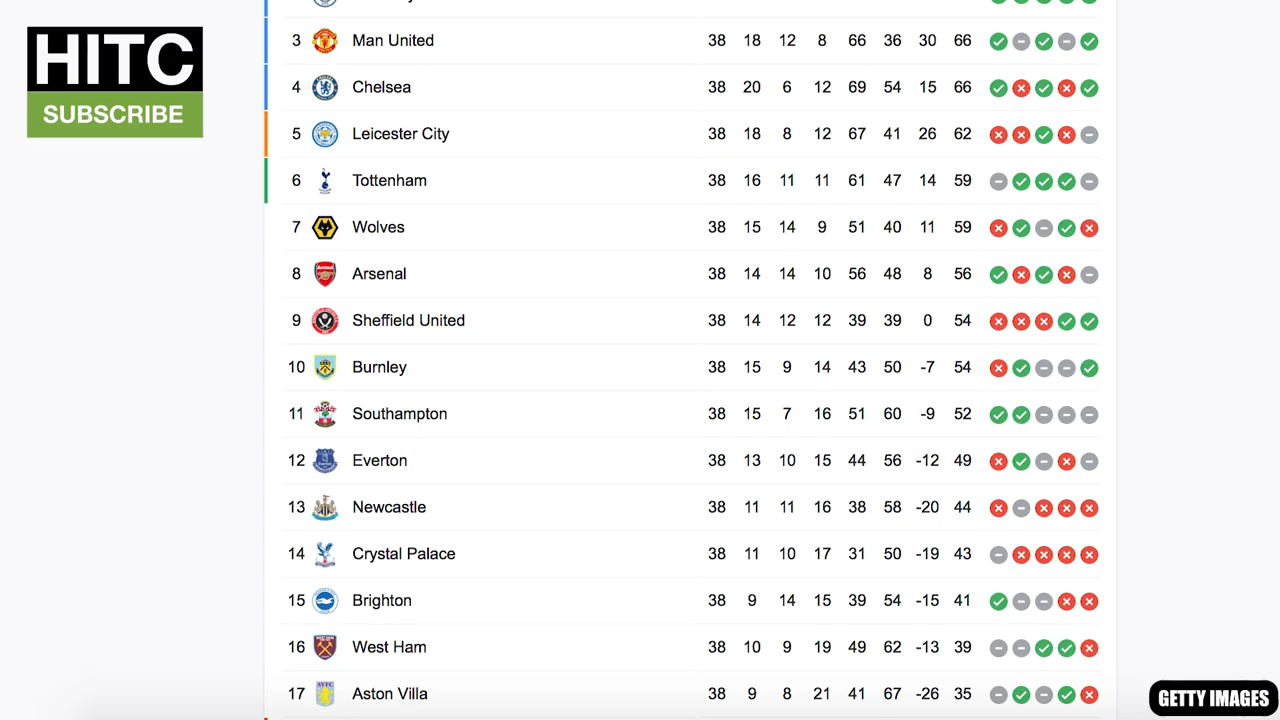 HITC
SUBSCRIBE
3 Man United 38 18 12 8 66 36 30 66
4 Chelsea 38 20 6 12 69 54 15 66
5 Leicester City 38 18 8 12 67 41 26 62
6 Tottenham 38 16 11 11 61 47 14 59
7 Wolves 38 15 14 9 51 40 11 59
8 Arsenal 38 14 14 10 56 48 8 56
9 Sheffield United 38 14 12 12 39 39 0 54
10 Burnley 38 15 9 14 43 50 -7 54
11 Southampton 38 15 7 16 51 60 -9 52
12 Everton 38 13 10 15 44 56 -12 49
13 Newcastle 38 11 11 16 38 58 -20 44
14 Crystal Palace 38 11 10 17 31 50 -19 43
15 Brighton 38 9 14 15 39 54 -15 41
16 West Ham 38 10 9 19 49 62 -13 39
17 Aston Villa 38 9 8 21 41 67 -26 35
GETTY IMAGES